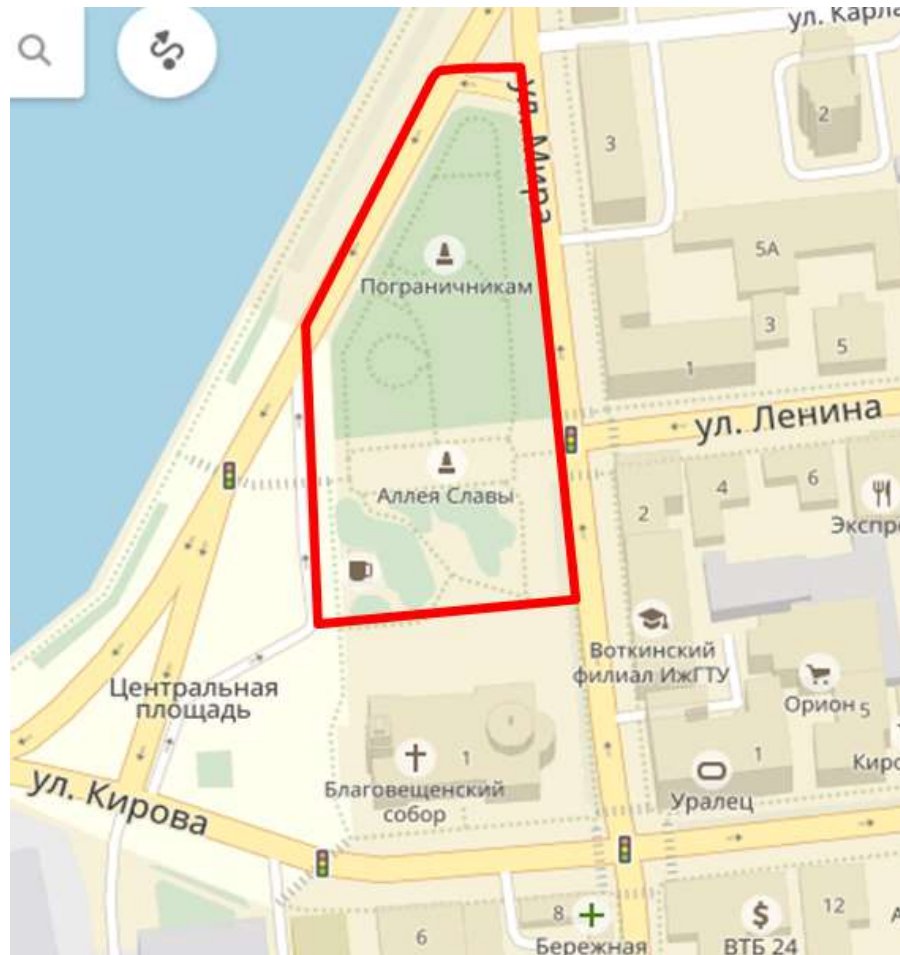 ул. Карла
2
ул. Мира
3
5А
Пограничникам
3
5
1
ул. Ленина
6
4
2
Аллея Славы
Экспре
Воткинский
филиал ИжГТУ
Орион
5
Центральная
площадь
1
1
Кирс
Благовещенский
собор
Уралец
ул. Кирова
8
12
6
Бережная
ВТБ 24